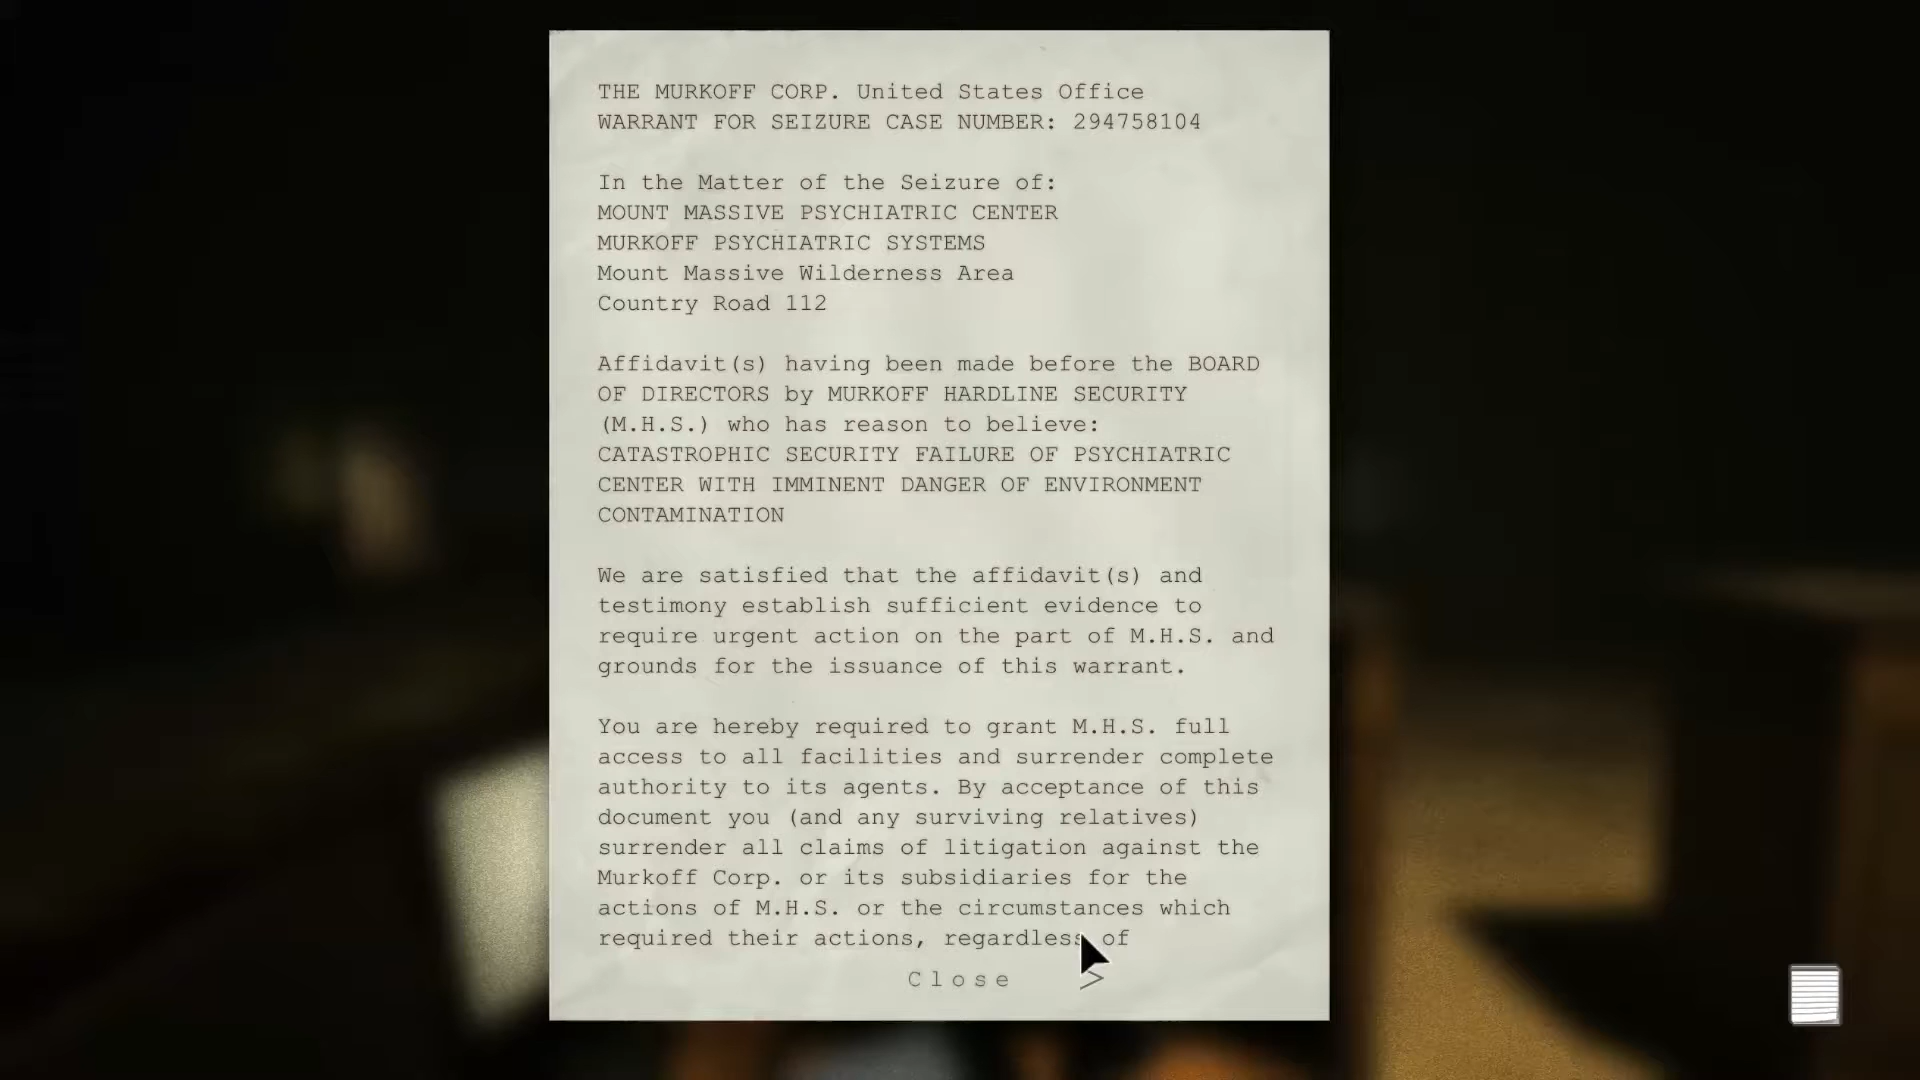 THE MURKOFF CORP. United States Office
WARRANT FOR SEIZURE CASE NUMBER: 294758104
In the Matter of the Seizure of:
MOUNT MASSIVE PSYCHIATRIC CENTER
MURKOFF PSYCHIATRIC SYSTEMS
Mount Massive Wilderness Area
Country Road 112
Affidavit(s) having been made before the BOARD
OF DIRECTORS by MURKOFF HARDLINE SECURITY
(M.H.S.) who has reason to believe:
CATASTROPHIC SECURITY FAILURE OF PSYCHIATRIC
CENTER WITH IMMINENT DANGER OF ENVIRONMENT
CONTAMINATION
We are satisfied that the affidavit(s) and
testimony establish sufficient evidence to
require urgent action on the part of M.H.S. and
grounds for the issuance of this warrant.
You are hereby required to grant M.H.S. full
access to all facilities and surrender complete
authority to its agents. By acceptance of this
document you (and any surviving relatives)
surrender all claims of litigation against the
Murkoff Corp. or its subsidiaries for the
actions of M.H.S. or the circumstances which
required their actions, regardless of
Close >